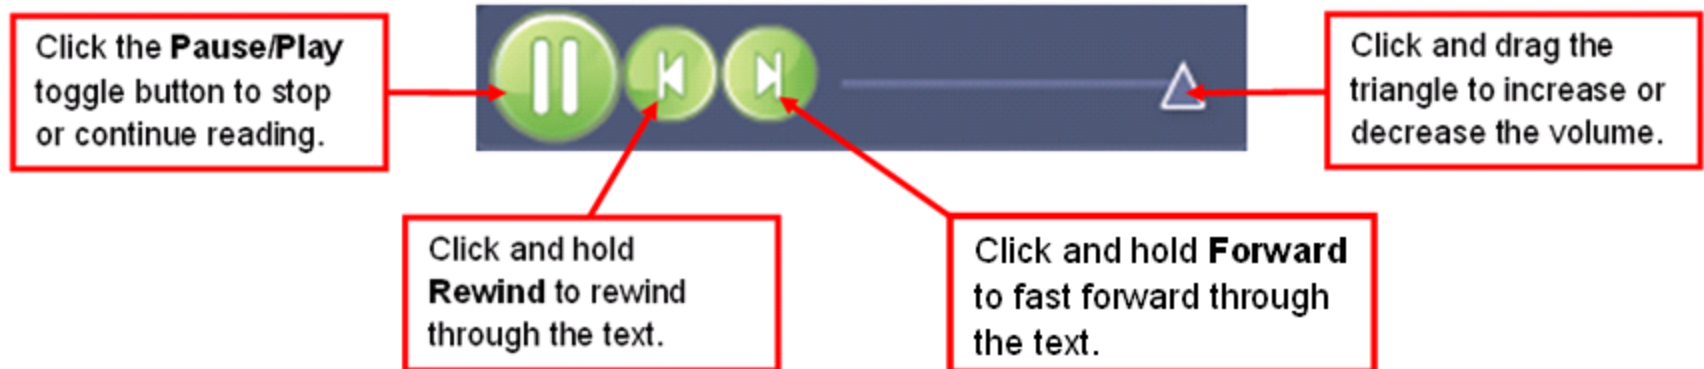 Click the Pause/Play
toggle button to stop
or continue reading.
Click and drag the
triangle to increase or
decrease the volume.
Click and hold
Rewind to rewind
through the text.
Click and hold Forward
to fast forward through
the text.